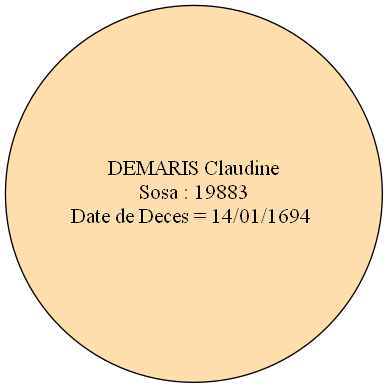 DEMARIS Claudine
Sosa : 19883
Date de Deces = 14/01/1694